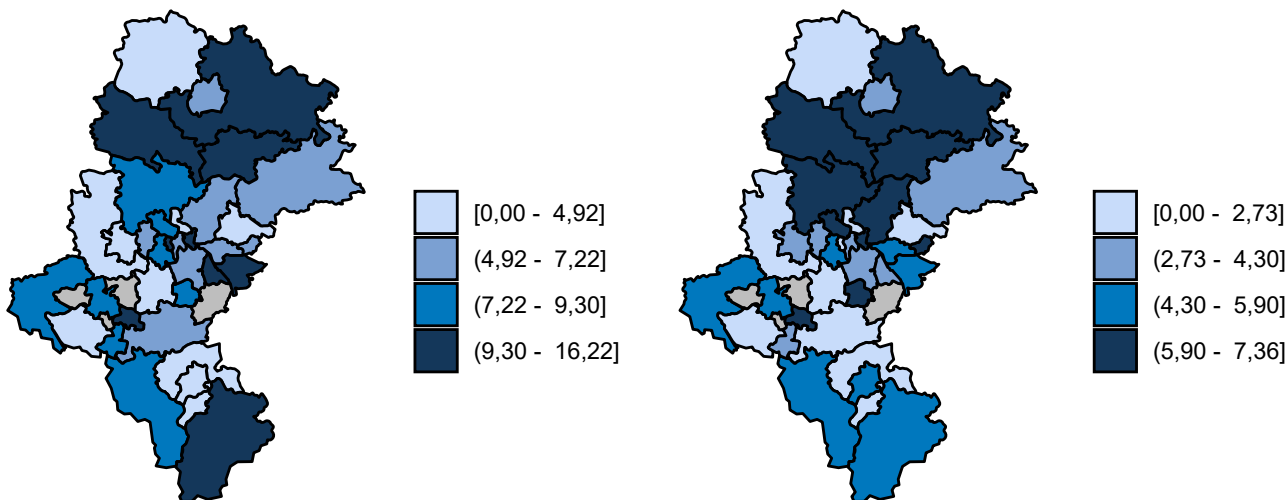 [0,00 - 4,92]
(4,92 - 7,22]
(7,22 - 9,30]
(9,30 - 16,22]
[0,00 - 2,73]
(2,73 - 4,30]
(4,30 - 5,90]
(5,90 - 7,36]